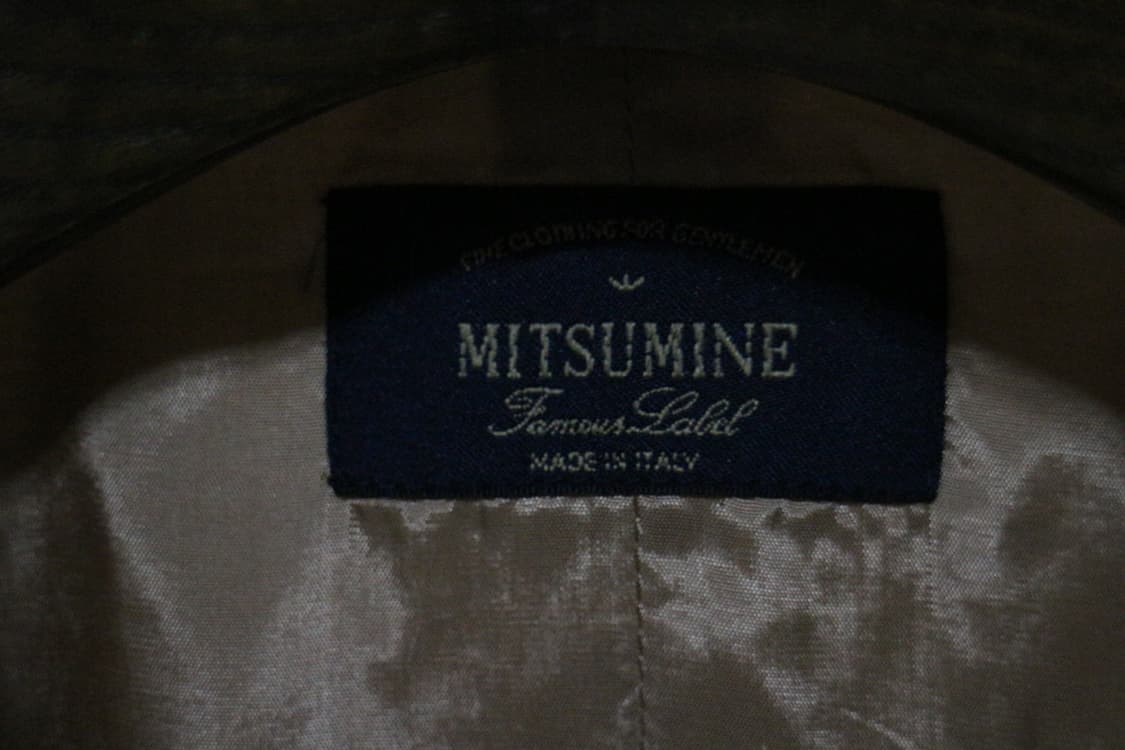 FINE CLOTHING FOR GENTLEMEN
MITSUMINE
Famous Label
MADE IN ITALY